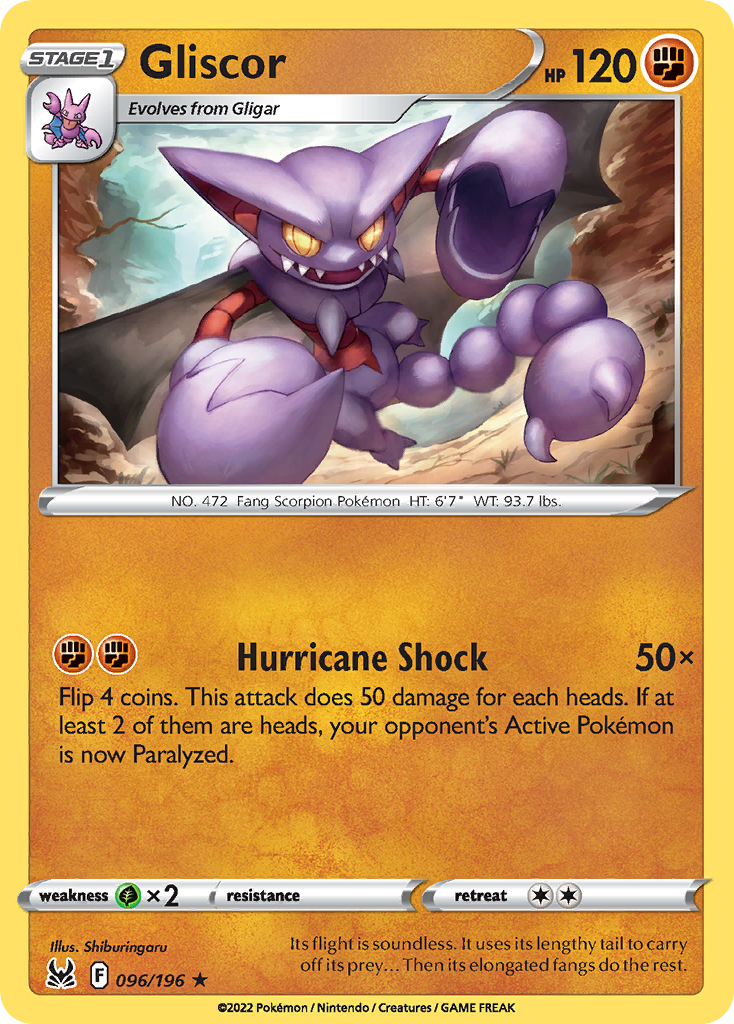 STAGE1 Gliscor HP 120
Evolves from Gligar
NO. 472 Fang Scorpion Pokémon HT: 6'7" WT: 93.7 lbs.
Hurricane Shock 50×
Flip 4 coins. This attack does 50 damage for each heads. If at
least 2 of them are heads, your opponent's Active Pokémon
is now Paralyzed.
weakness ×2 resistance retreat
Illus. Shiburingaru
Its flight is soundless. It uses its lengthy tail to carry
off its prey... Then its elongated fangs do the rest.
F 096/196 ★
©2022 Pokémon / Nintendo / Creatures / GAME FREAK